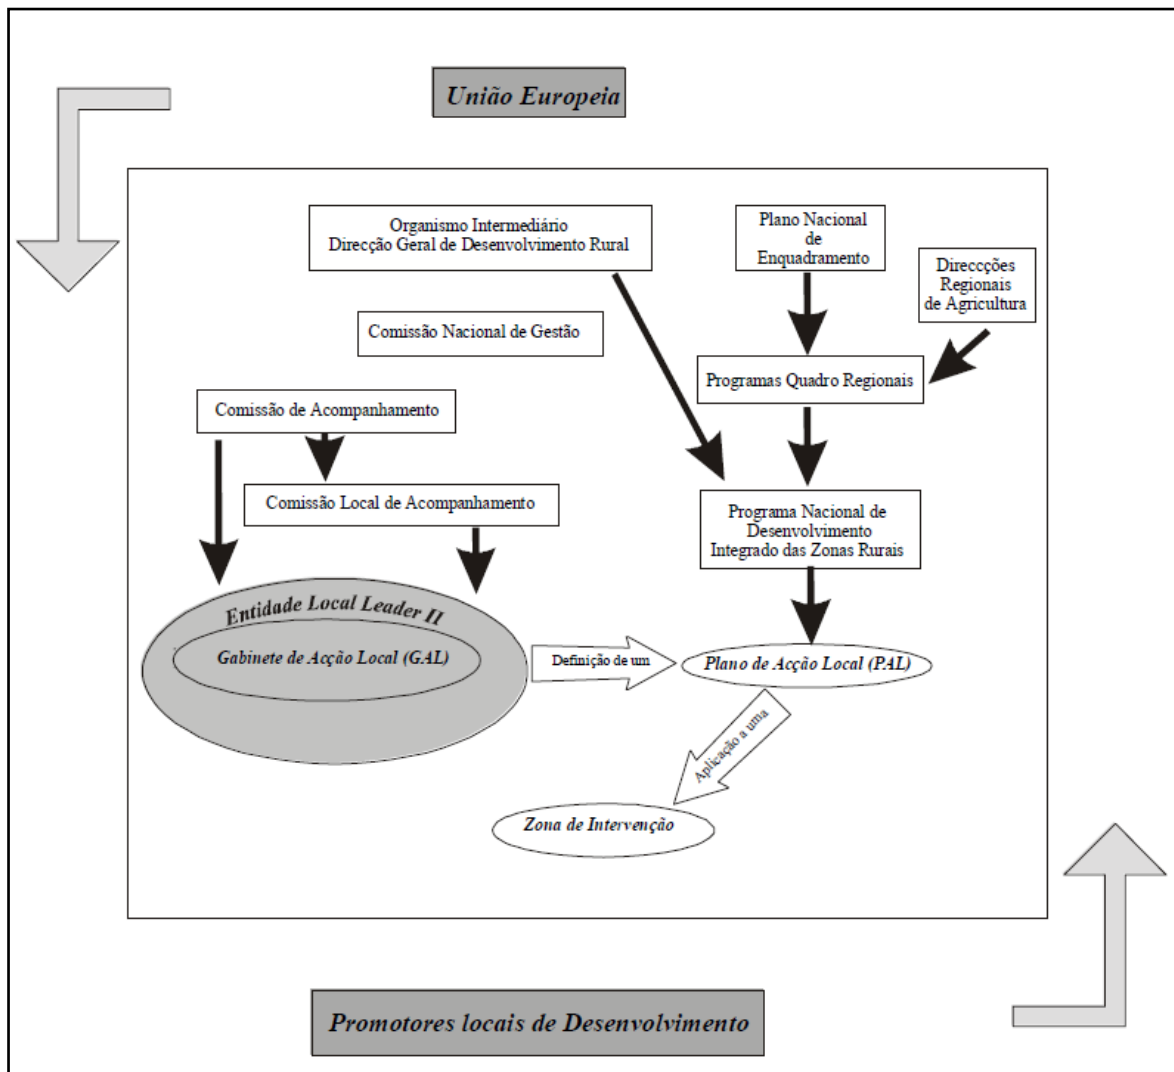 União Europeia
Organismo Intermediário
Direcção Geral de Desenvolvimento Rural
Plano Nacional
de
Enquadramento
Direccções
Regionais
de Agricultura
Comissão Nacional de Gestão
Programas Quadro Regionais
Comissão de Acompanhamento
Comissão Local de Acompanhamento
Programa Nacional de
Desenvolvimento
Integrado das Zonas Rurais
Entidade Local Leader II
Gabinete de Acção Local (GAL)
Definição de um
Plano de Acção Local (PAL)
Aplicação a uma
Zona de Intervenção
Promotores locais de Desenvolvimento